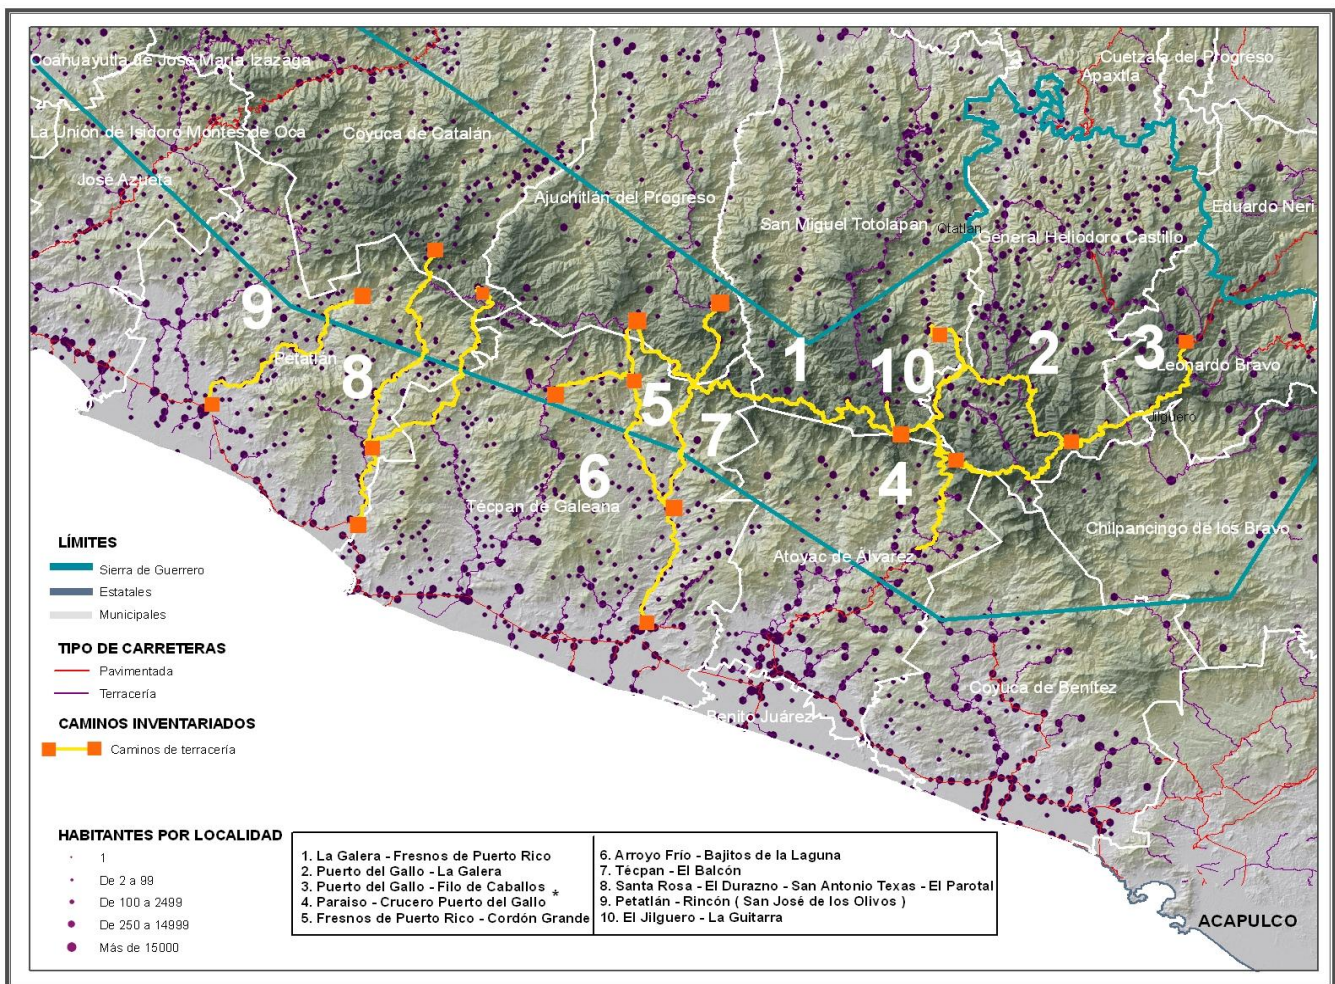 Coahuayutla de José María Izazaga
Cuetzala del Progreso
Apaxtla
La Unión de Isidoro Montes de Oca
Coyuca de Catalán
José Azueta
Ajuchitlán del Progreso
Eduardo Neri
San Miguel Totolapan
Otatlán
General Heliodoro Castillo
9
1
10
2
3
Petatlán
8
Leonardo Bravo
5
7
Jilguero
6
4
Técpan de Galeana
Chilpancingo de los Bravo
Atoyac de Álvarez
Coyuca de Benítez
Benito Juárez
ACAPULCO
LÍMITES
Sierra de Guerrero
Estatales
Municipales
TIPO DE CARRETERAS
Pavimentada
Terracería
CAMINOS INVENTARIADOS
Caminos de terracería
HABITANTES POR LOCALIDAD
1
De 2 a 99
De 100 a 2499
De 250 a 14999
Más de 15000
1. La Galera - Fresnos de Puerto Rico
2. Puerto del Gallo - La Galera
3. Puerto del Gallo - Filo de Caballos *
4. Paraiso - Crucero Puerto del Gallo
5. Fresnos de Puerto Rico - Cordón Grande
6. Arroyo Frío - Bajitos de la Laguna
7. Técpan - El Balcón
8. Santa Rosa - El Durazno - San Antonio Texas - El Parotal
9. Petatlán - Rincón ( San José de los Olivos )
10. El Jilguero - La Guitarra